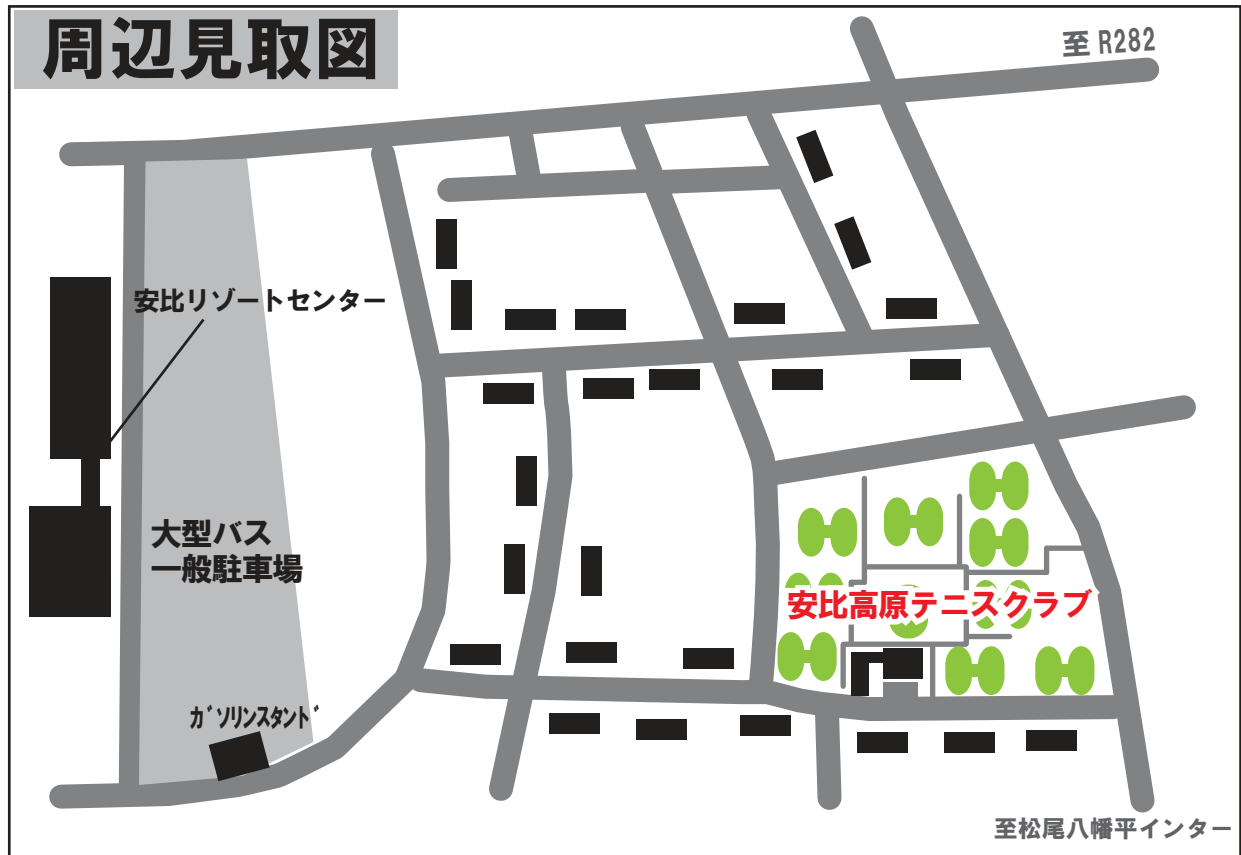 周辺見取図
至 R282
安比リゾートセンター
大型バス
一般駐車場
安比高原テニスクラブ
ガソリンスタンド
至松尾八幡平インター